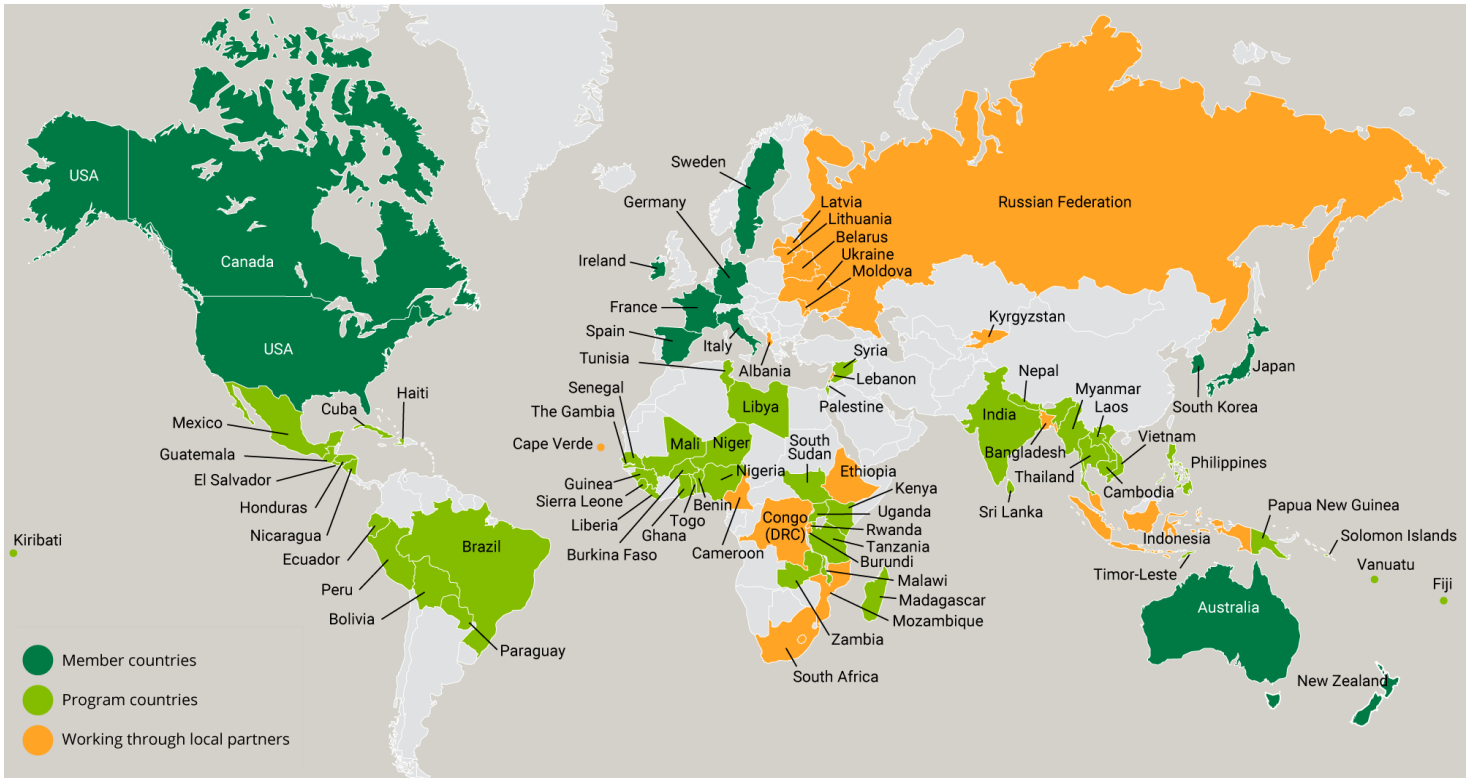 USA
Canada
USA
Mexico
Cuba
Haiti
Guatemala
El Salvador
Honduras
Nicaragua
Ecuador
Peru
Bolivia
Brazil
Paraguay
Kiribati
Sweden
Germany
Ireland
France
Spain
Italy
Tunisia
Albania
Latvia
Lithuania
Belarus
Ukraine
Moldova
Russian Federation
Kyrgyzstan
Syria
Lebanon
Palestine
Senegal
The Gambia
Cape Verde
Guinea
Sierra Leone
Liberia
Burkina Faso
Ghana
Togo
Benin
Cameroon
Mali
Niger
Nigeria
Libya
South
Sudan
Ethiopia
Kenya
Uganda
Rwanda
Tanzania
Burundi
Congo
(DRC)
Malawi
Madagascar
Mozambique
Zambia
South Africa
Nepal
India
Myanmar
Laos
Bangladesh
Thailand
Vietnam
Cambodia
Sri Lanka
Philippines
South Korea
Japan
Indonesia
Timor-Leste
Papua New Guinea
Solomon Islands
Vanuatu
Fiji
Australia
New Zealand
Member countries
Program countries
Working through local partners